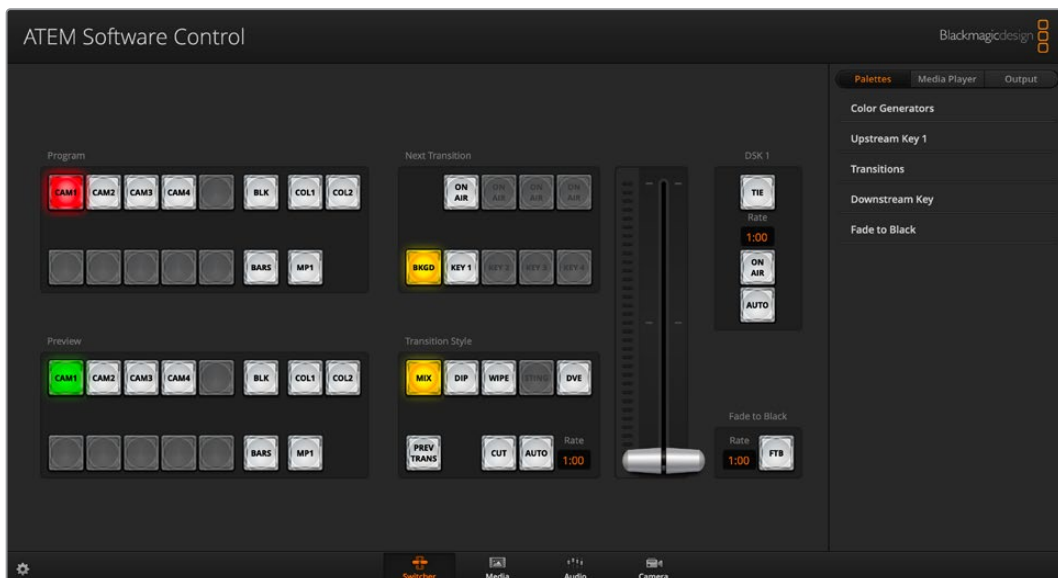 ATEM Software Control
Blackmagicdesign
Palettes Media Player Output
Color Generators
Upstream Key 1
Transitions
Downstream Key
Fade to Black
Program
CAM1 CAM2 CAM3 CAM4 BLK COL1 COL2
BARS MP1
Next Transition
ON AIR ON AIR ON AIR ON AIR
BKGD KEY 1 KEY 2 KEY 3 KEY 4
DSK 1
TIE
Rate
1:00
ON AIR
AUTO
Preview
CAM1 CAM2 CAM3 CAM4 BLK COL1 COL2
BARS MP1
Transition Style
MIX DIP WIPE STING DVE
PREV TRANS CUT AUTO Rate
1:00
Fade to Black
Rate
1:00 FTB
Switcher Media Audio Camera